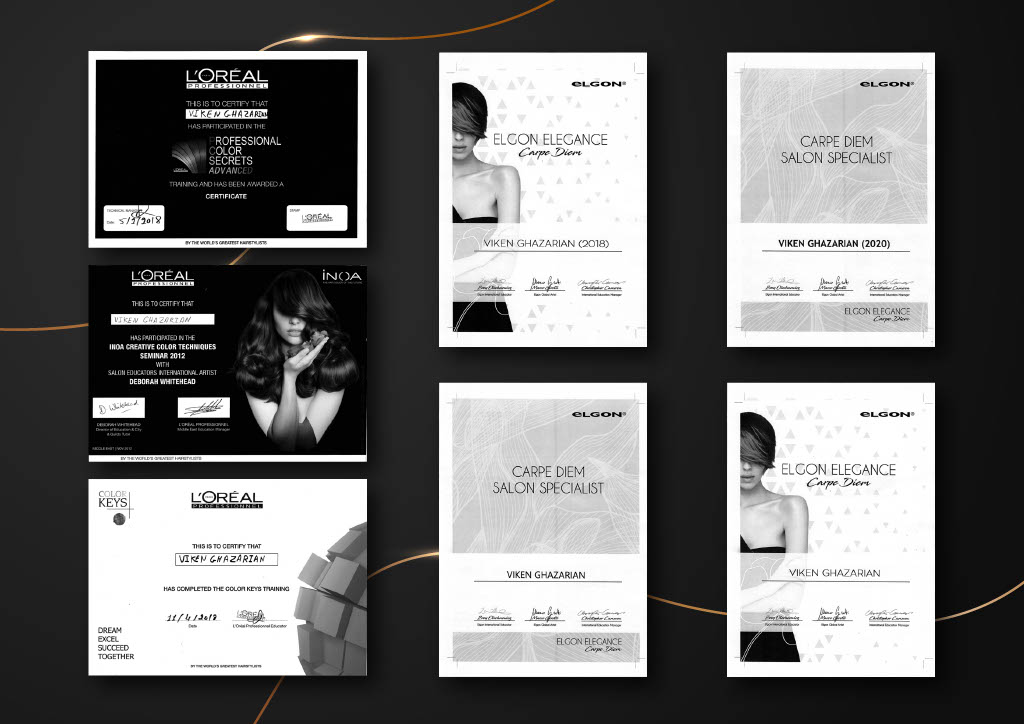 L'ORÉAL
PROFESSIONNEL
THIS IS TO CERTIFY THAT
VIKEN GHAZARIAN
HAS PARTICIPATED IN THE
PROFESSIONAL
COLOR
SECRETS
ADVANCED
TRAINING AND HAS BEEN AWARDED A
CERTIFICATE
TECHNICAL MANAGER
Date 5/3/2018
STAMP
L'ORÉAL
BY THE WORLD'S GREATEST HAIRSTYLISTS
L'ORÉAL
PROFESSIONNEL
iNOA
THIS IS TO CERTIFY THAT
VIKEN GHAZARIAN
HAS PARTICIPATED IN THE
INOA CREATIVE COLOR TECHNIQUES
SEMINAR 2012
WITH
SALON EDUCATORS INTERNATIONAL ARTIST
DEBORAH WHITEHEAD
D Whitehead
DEBORAH WHITEHEAD
Director of Education & City
& Guilds Tutor
L'ORÉAL PROFESSIONNEL
Middle East Education Manager
BY THE WORLD'S GREATEST HAIRSTYLISTS
COLOR
KEYS
L'ORÉAL
PROFESSIONNEL
THIS IS TO CERTIFY THAT
VIKEN GHAZARIAN
HAS COMPLETED THE COLOR KEYS TRAINING
11/4/2018
Date
L'Oréal Professionnel Educator
DREAM
EXCEL
SUCCEED
TOGETHER
BY THE WORLD'S GREATEST HAIRSTYLISTS
ELGON®
ELGON ELEGANCE
Carpe Diem
VIKEN GHAZARIAN (2018)
Elgon International Educator
Elgon Global Artist
International Education Manager
ELGON®
CARPE DIEM
SALON SPECIALIST
VIKEN GHAZARIAN (2020)
Elgon International Educator
Elgon Global Artist
International Education Manager
ELGON ELEGANCE
Carpe Diem
ELGON®
CARPE DIEM
SALON SPECIALIST
VIKEN GHAZARIAN
Elgon International Educator
Elgon Global Artist
International Education Manager
ELGON ELEGANCE
Carpe Diem
ELGON®
ELGON ELEGANCE
Carpe Diem
VIKEN GHAZARIAN
Elgon International Educator
Elgon Global Artist
International Education Manager